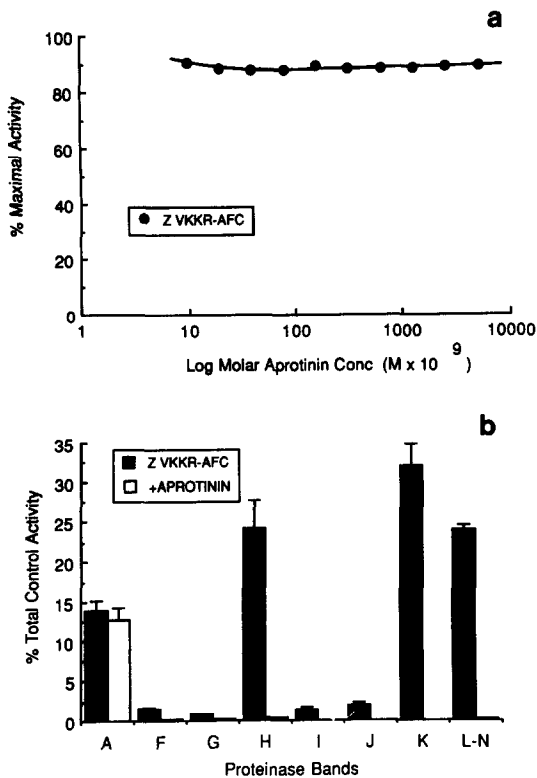 a
% Maximal Activity
100
80
60
40
20
0
● Z VKKR-AFC
1 10 100 1000 10000
Log Molar Aprotinin Conc (M x 10 9 )
b
% Total Control Activity
35
30
25
20
15
10
5
0
Z VKKR-AFC
+APROTININ
A F G H I J K L-N
Proteinase Bands